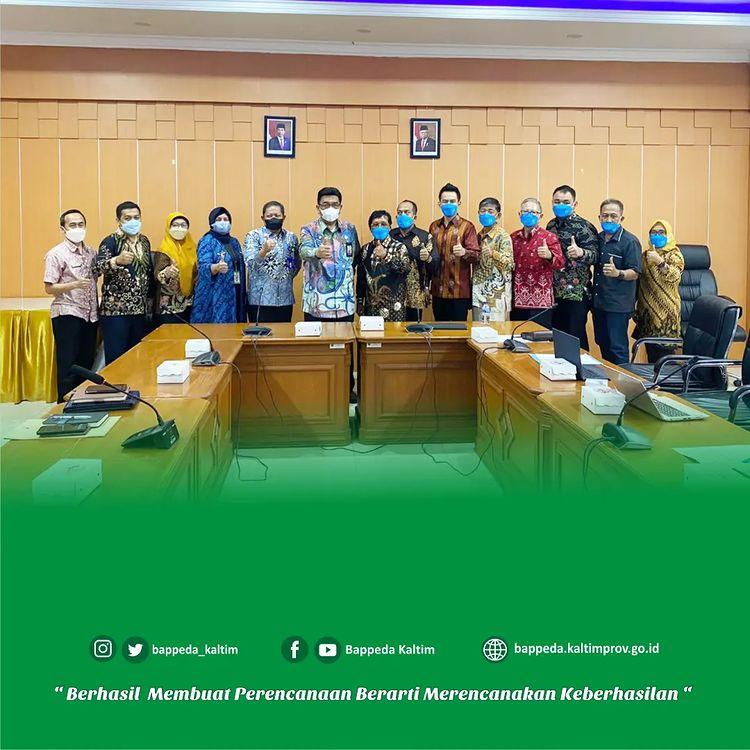 bappeda_kaltim
Bappeda Kaltim
bappeda.kaltimprov.go.id
“ Berhasil Membuat Perencanaan Berarti Merencanakan Keberhasilan “